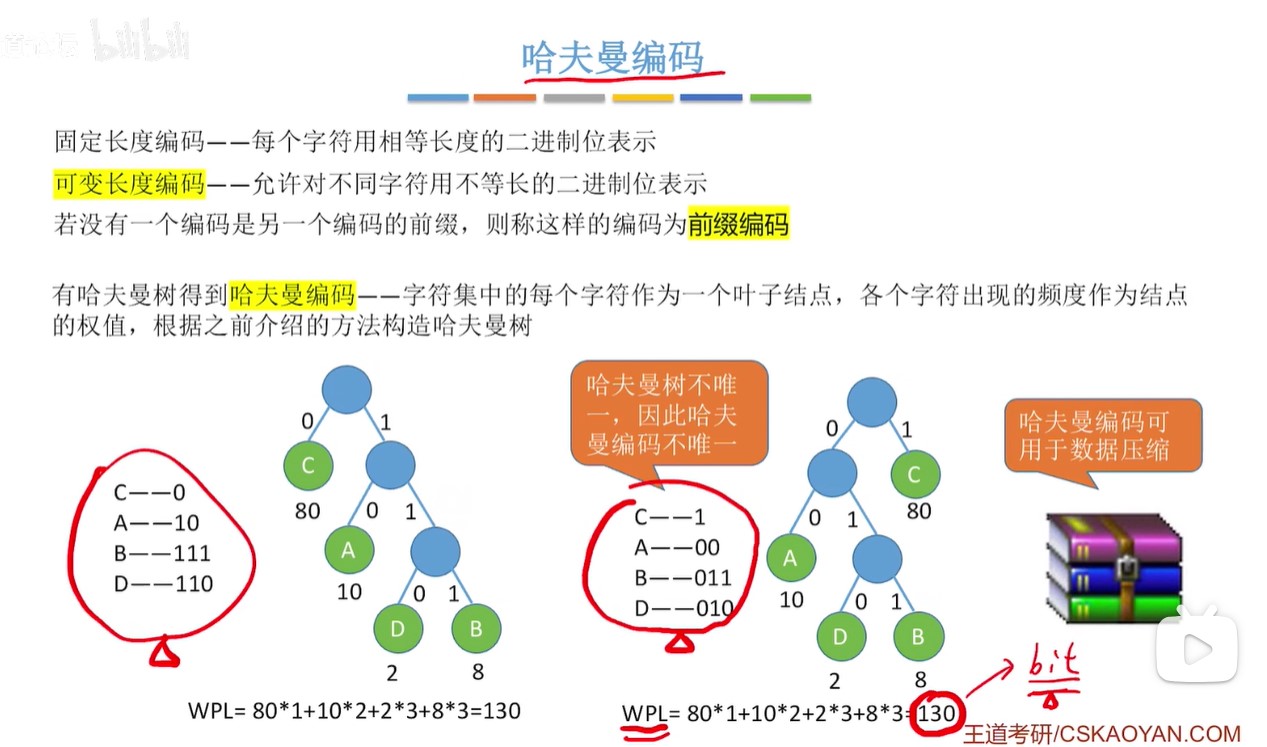 bilibili
哈夫曼编码
固定长度编码——每个字符用相等长度的二进制位表示
可变长度编码——允许对不同字符用不等长的二进制位表示
若没有一个编码是另一个编码的前缀，则称这样的编码为前缀编码
有哈夫曼树得到哈夫曼编码——字符集中的每个字符作为一个叶子结点，各个字符出现的频度作为结点
的权值，根据之前介绍的方法构造哈夫曼树
C——0
A——10
B——111
D——110
0 1
C
80 0 1
A
10 0 1
D B
2 8
WPL= 80*1+10*2+2*3+8*3=130
哈夫曼树不唯
一，因此哈夫
曼编码不唯一
C——1
A——00
B——011
D——010
0 1
C
0 1 80
A
10 0 1
D B
2 8
WPL= 80*1+10*2+2*3+8*3=130
bit
哈夫曼编码可
用于数据压缩
王道考研/CSKAOYAN.COM